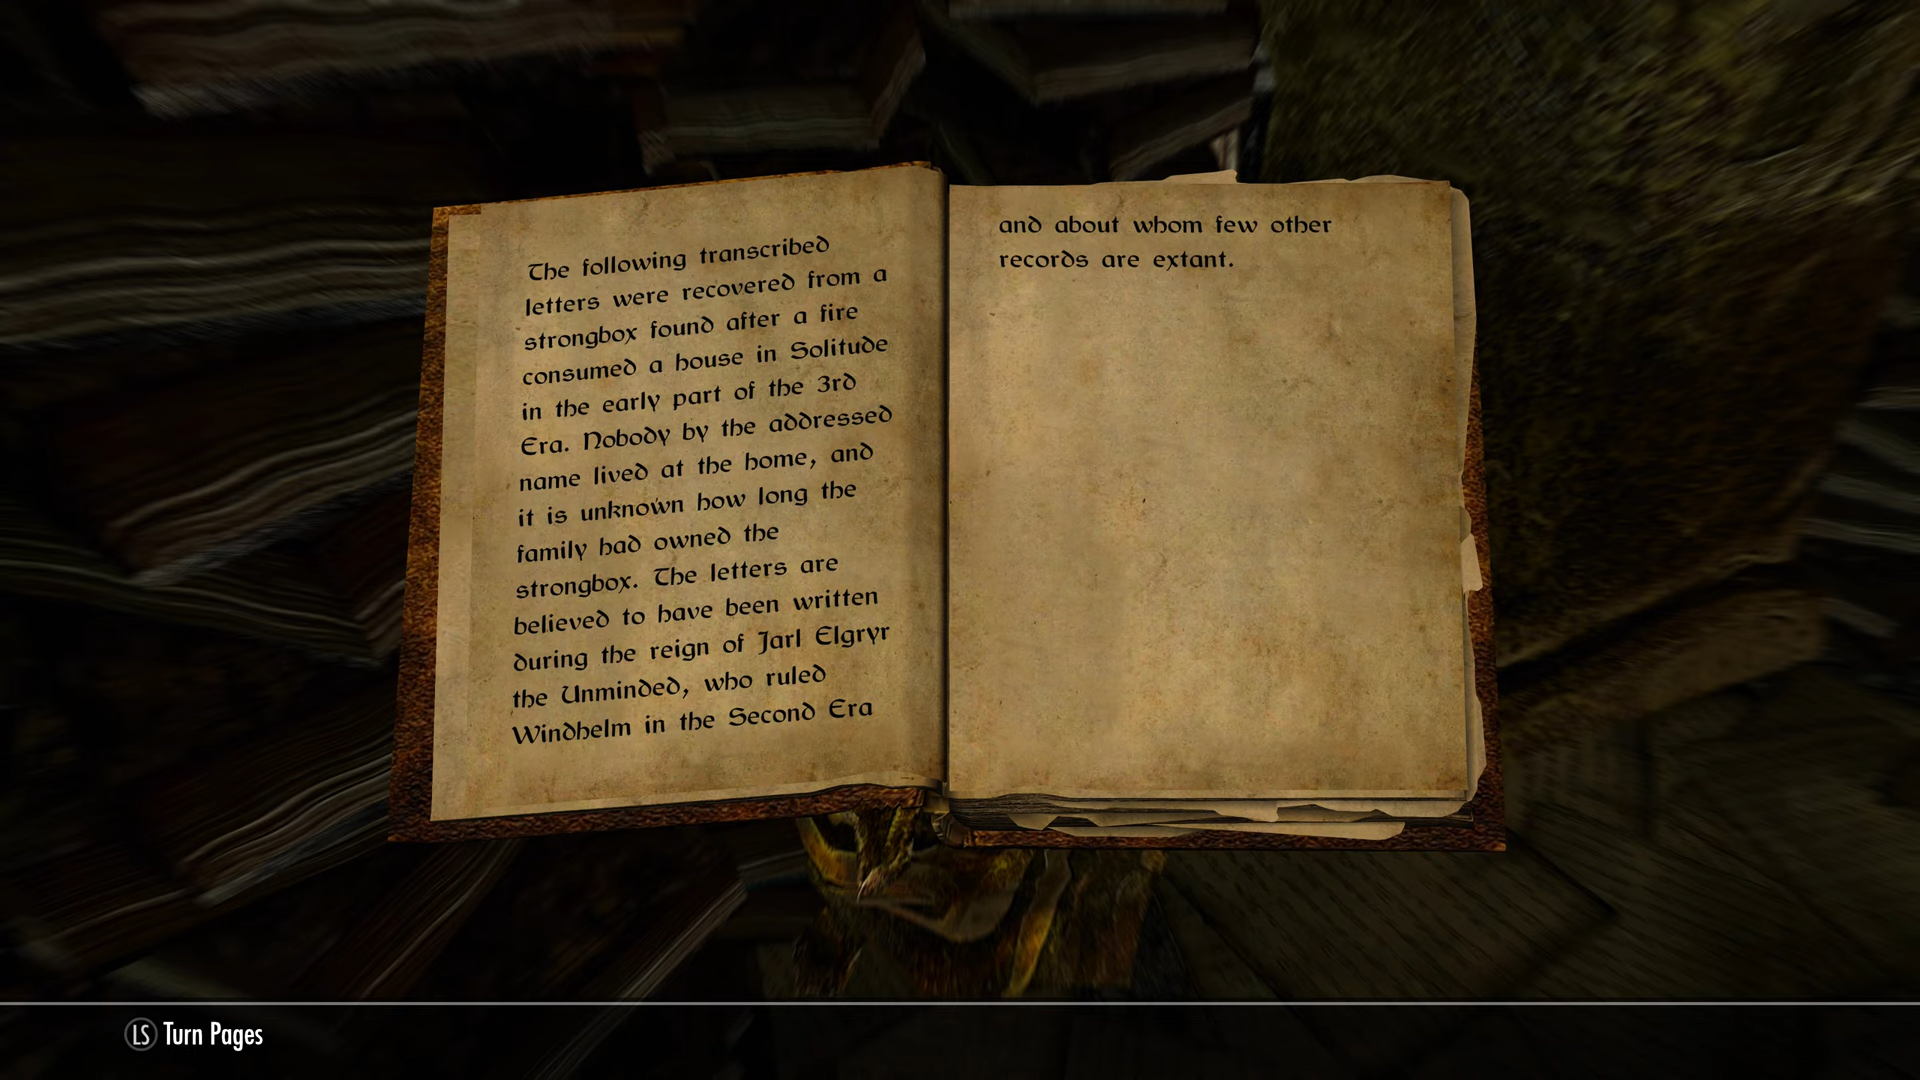 The following transcribed
letters were recovered from a
strongbox found after a fire
consumed a house in Solitude
in the early part of the 3rd
Era. Nobody by the addressed
name lived at the home, and
it is unknown how long the
family had owned the
strongbox. The letters are
believed to have been written
during the reign of Jarl Elgryr
the Unminded, who ruled
Windhelm in the Second Era
and about whom few other
records are extant.
LS Turn Pages